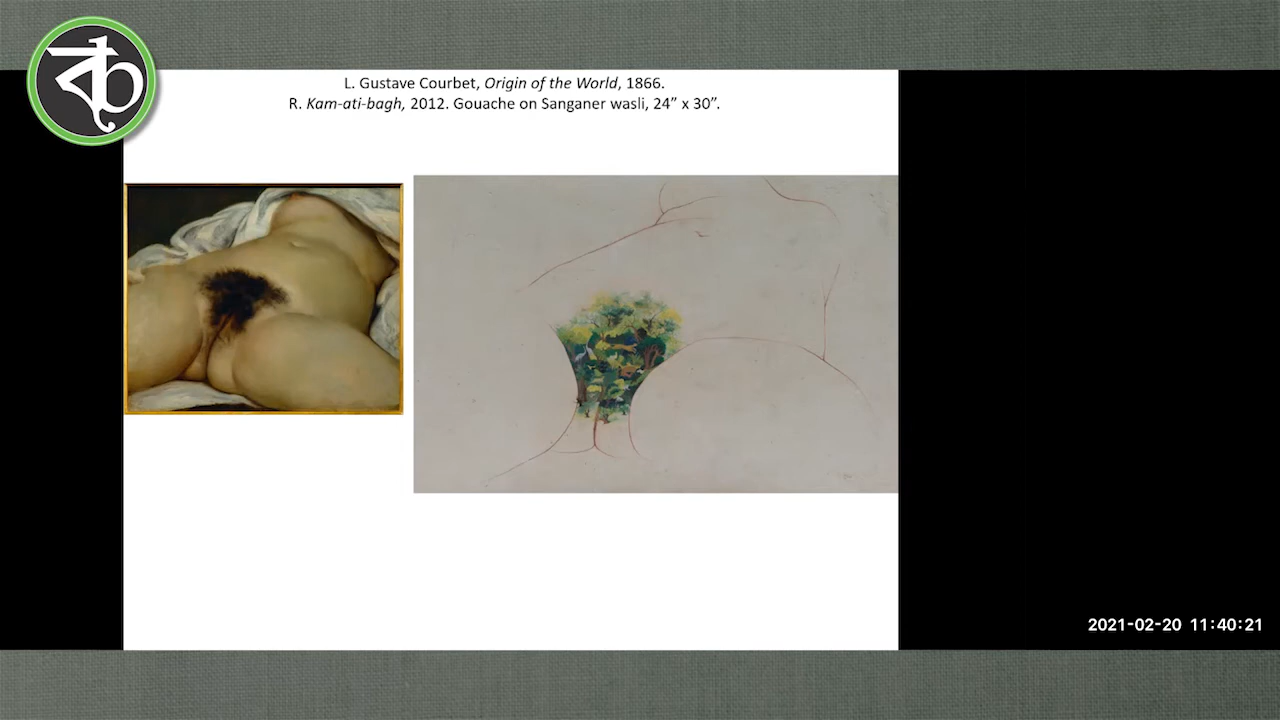 ক
L. Gustave Courbet, Origin of the World, 1866.
R. Kam-ati-bagh, 2012. Gouache on Sanganer wasli, 24” x 30”.
2021-02-20 11:40:21